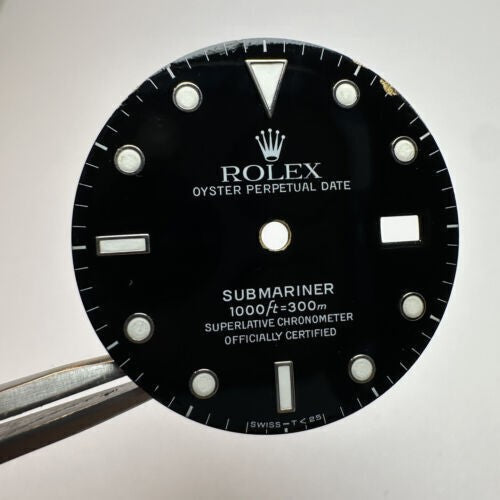 ROLEX
OYSTER PERPETUAL DATE
SUBMARINER
1000ft=300m
SUPERLATIVE CHRONOMETER
OFFICIALLY CERTIFIED
SWISS-T<25